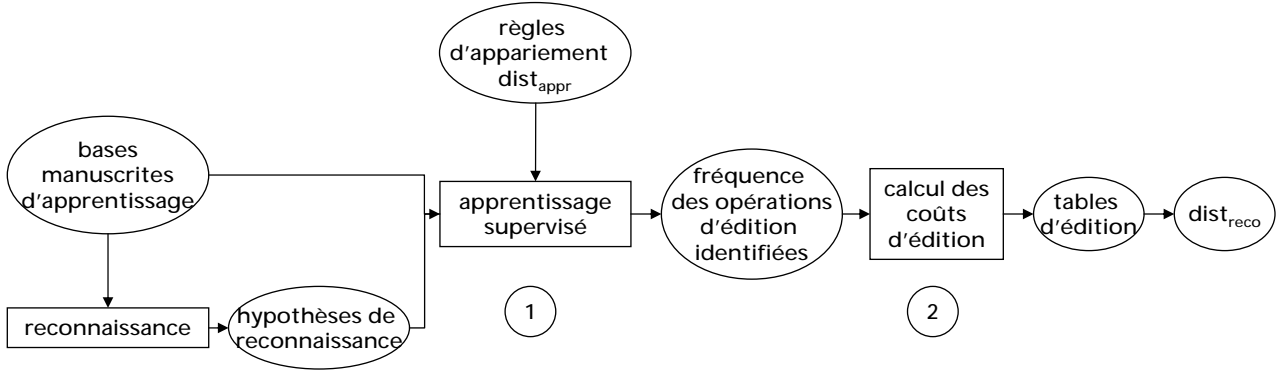 règles
d'appariement
dist_appr
bases
manuscrites
d'apprentissage
apprentissage
supervisé
fréquence
des opérations
d'édition
identifiées
calcul des
coûts
d'édition
tables
d'édition
dist_reco
reconnaissance
hypothèses de
reconnaissance
1
2